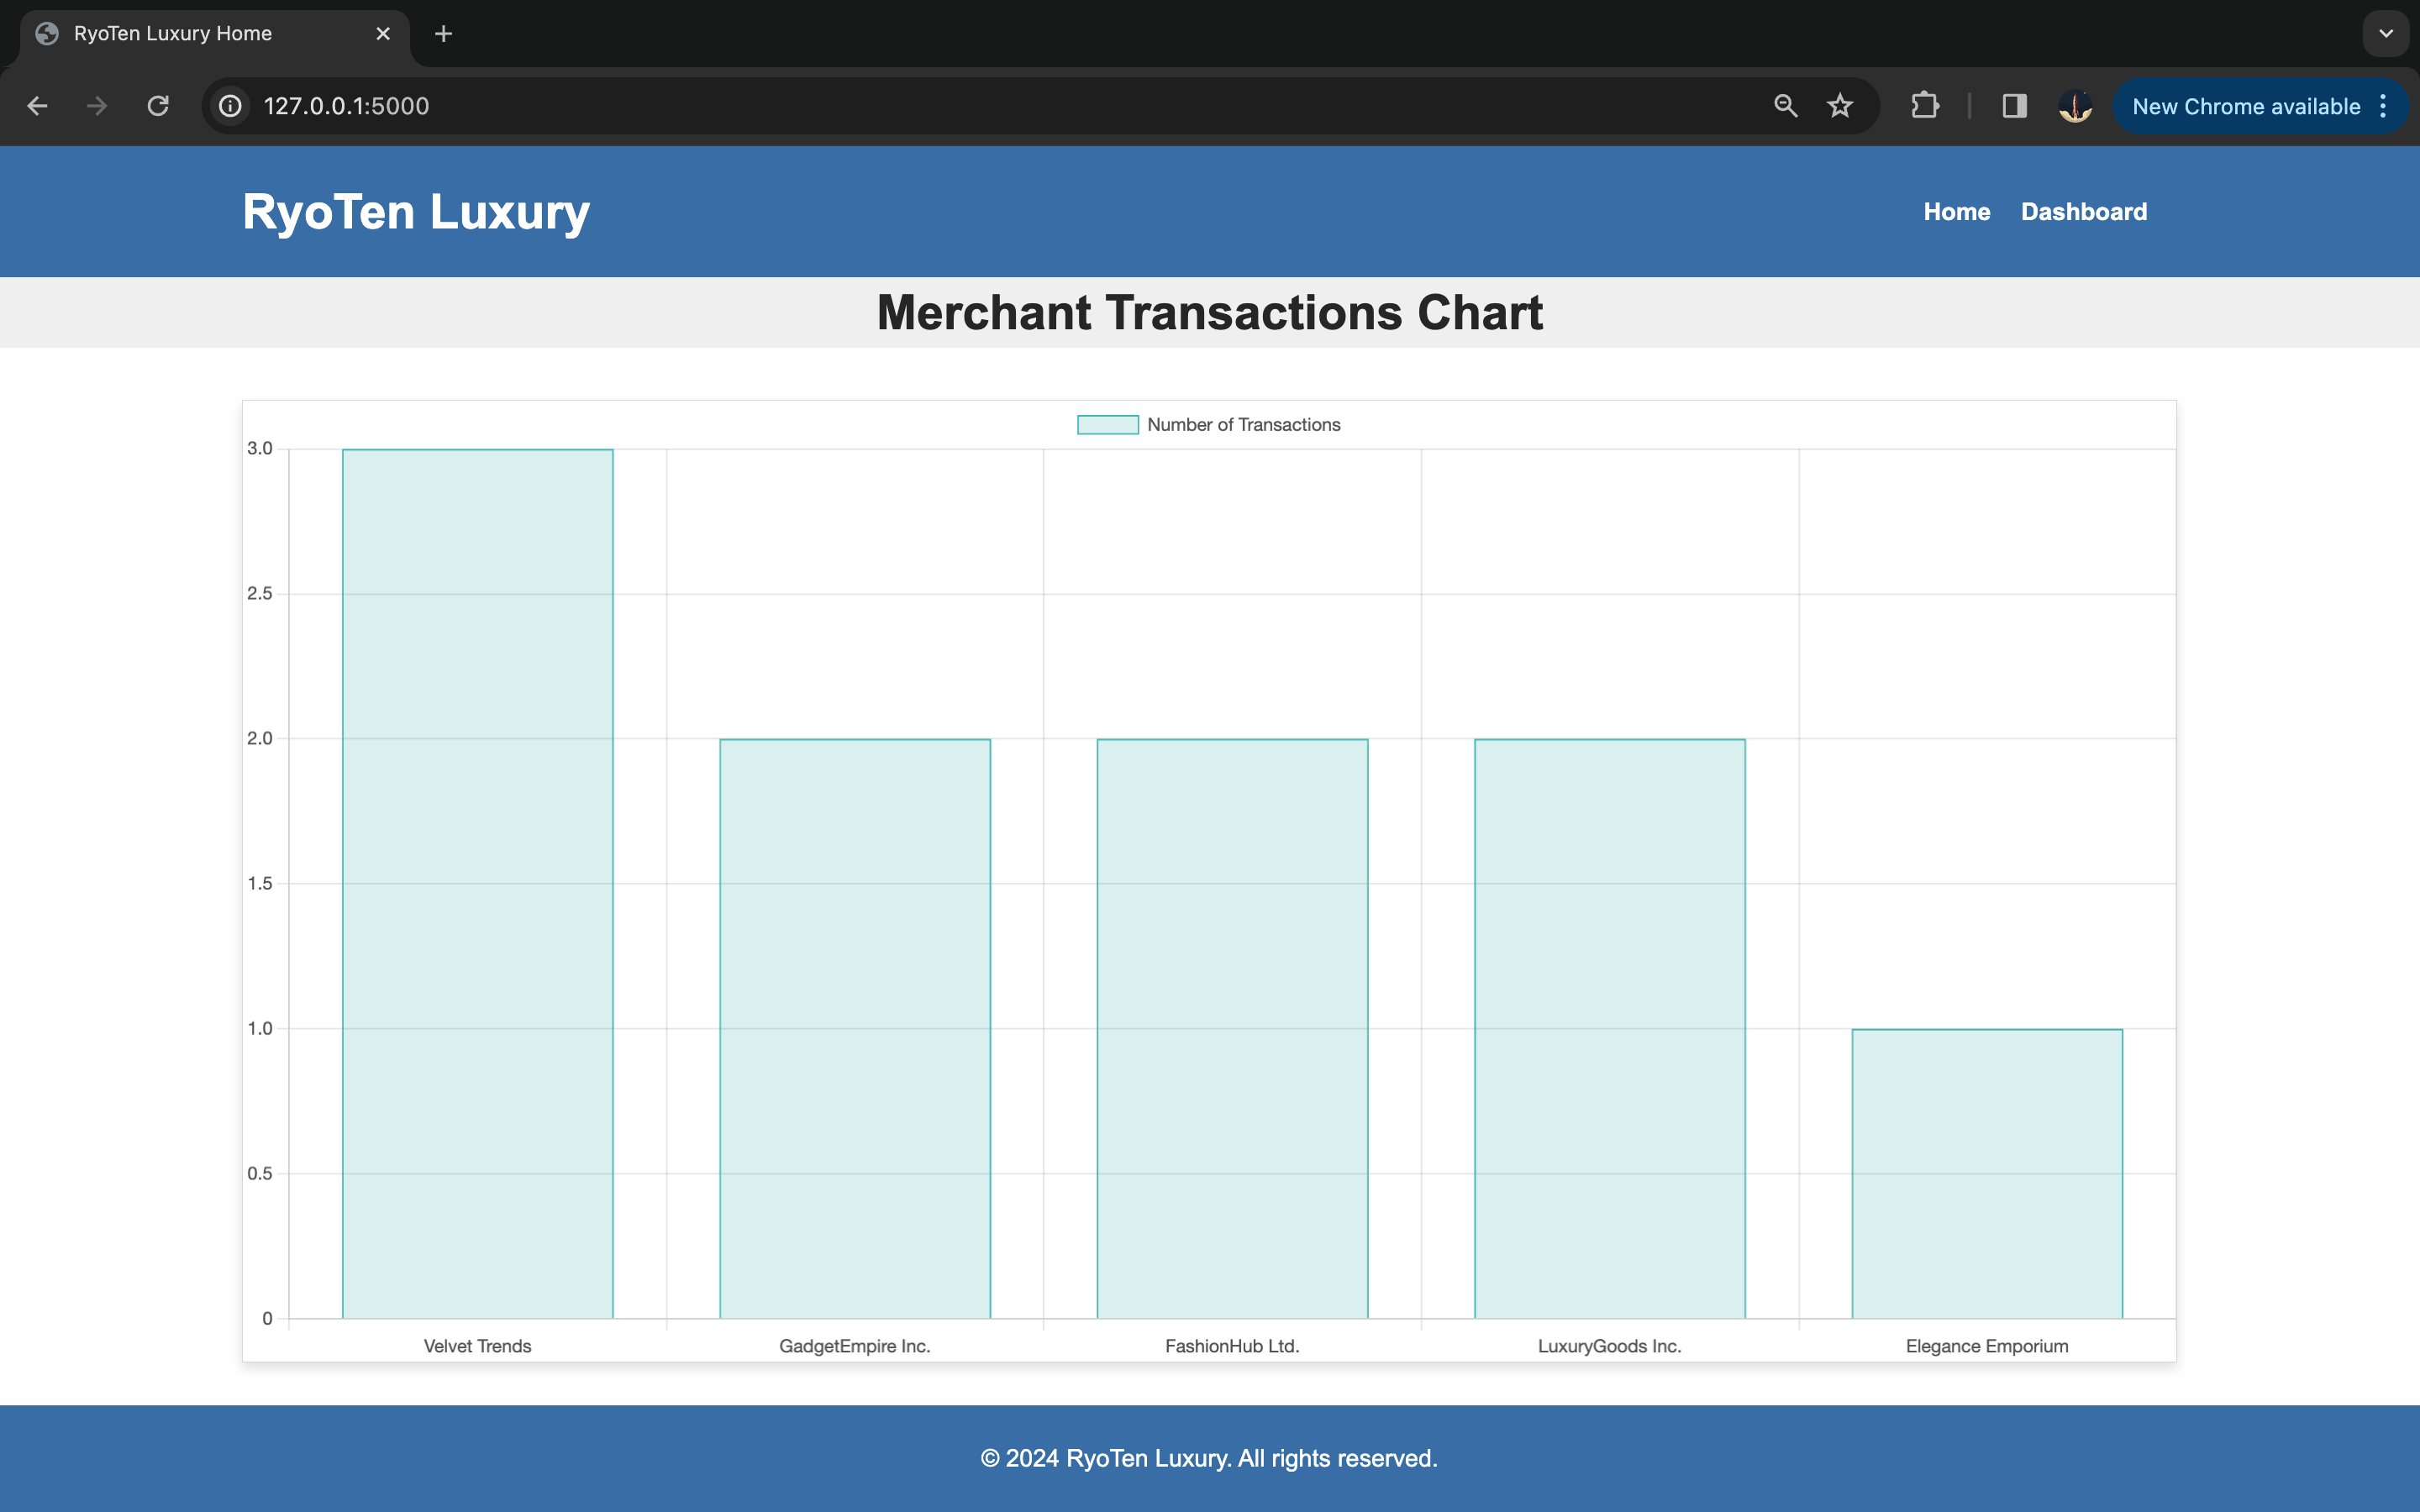 RyoTen Luxury Home
127.0.0.1:5000
New Chrome available
RyoTen Luxury
Home Dashboard
Merchant Transactions Chart
Number of Transactions
3.0
2.5
2.0
1.5
1.0
0.5
0
Velvet Trends GadgetEmpire Inc. FashionHub Ltd. LuxuryGoods Inc. Elegance Emporium
© 2024 RyoTen Luxury. All rights reserved.